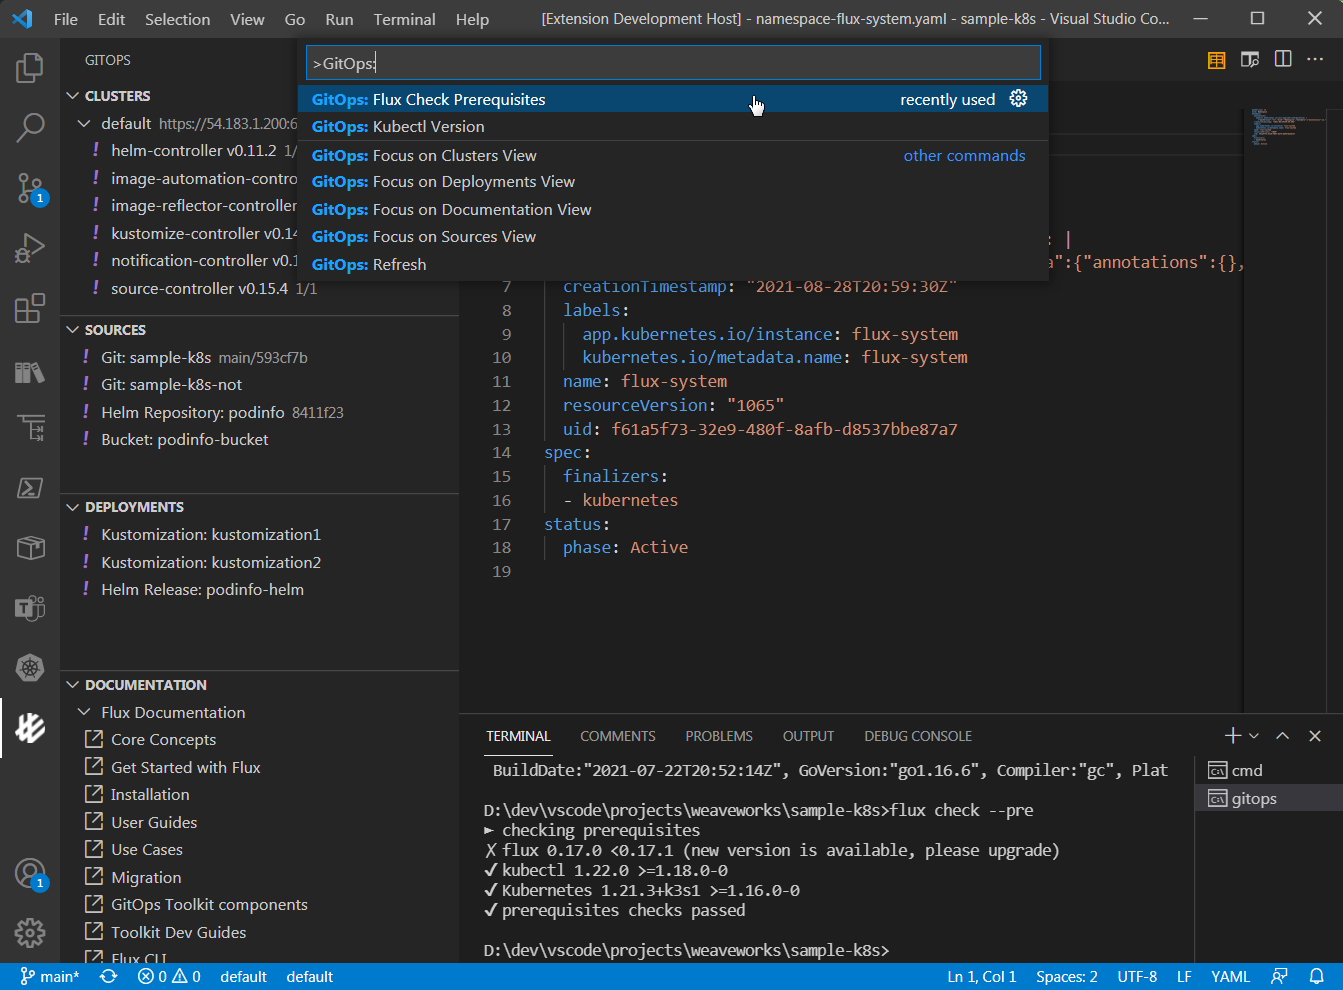 File Edit Selection View Go Run Terminal Help [Extension Development Host] - namespace-flux-system.yaml - sample-k8s - Visual Studio Co...
GITOPS
>GitOps:
GitOps: Flux Check Prerequisites recently used
GitOps: Kubectl Version
GitOps: Focus on Clusters View other commands
GitOps: Focus on Deployments View
GitOps: Focus on Documentation View
GitOps: Focus on Sources View
GitOps: Refresh
CLUSTERS
default https://54.183.1.200:6
! helm-controller v0.11.2 1/
! image-automation-contro
! image-reflector-controller
! kustomize-controller v0.14
! notification-controller v0.1
! source-controller v0.15.4 1/1
SOURCES
! Git: sample-k8s main/593cf7b
! Git: sample-k8s-not
! Helm Repository: podinfo 8411f23
! Bucket: podinfo-bucket
DEPLOYMENTS
! Kustomization: kustomization1
! Kustomization: kustomization2
! Helm Release: podinfo-helm
DOCUMENTATION
Flux Documentation
Core Concepts
Get Started with Flux
Installation
User Guides
Use Cases
Migration
GitOps Toolkit components
Toolkit Dev Guides
Flux CLI
1
1
: |
a":{"annotations":{},
7 creationTimestamp: "2021-08-28T20:59:30Z"
8 labels:
9 app.kubernetes.io/instance: flux-system
10 kubernetes.io/metadata.name: flux-system
11 name: flux-system
12 resourceVersion: "1065"
13 uid: f61a5f73-32e9-480f-8afb-d8537bbe87a7
14 spec:
15 finalizers:
16 - kubernetes
17 status:
18 phase: Active
19
TERMINAL COMMENTS PROBLEMS OUTPUT DEBUG CONSOLE
BuildDate:"2021-07-22T20:52:14Z", GoVersion:"go1.16.6", Compiler:"gc", Plat
D:\dev\vscode\projects\weaveworks\sample-k8s>flux check --pre
► checking prerequisites
✗ flux 0.17.0 <0.17.1 (new version is available, please upgrade)
✔ kubectl 1.22.0 >=1.18.0-0
✔ Kubernetes 1.21.3+k3s1 >=1.16.0-0
✔ prerequisites checks passed
D:\dev\vscode\projects\weaveworks\sample-k8s>
cmd
gitops
main* 0 0 default default Ln 1, Col 1 Spaces: 2 UTF-8 LF YAML